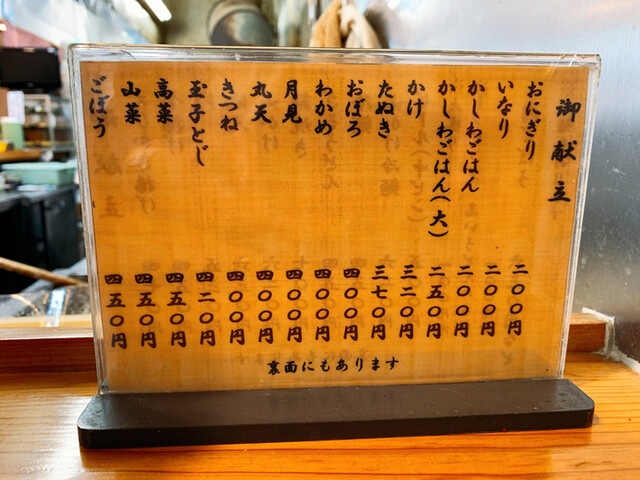 御献立
おにぎり 二〇〇円
いなり 二〇〇円
かしわごはん 二〇〇円
かしわごはん(大) 二五〇円
かけ 三二〇円
たぬき 三七〇円
おぼろ 四〇〇円
わかめ 四〇〇円
月見 四〇〇円
丸天 四〇〇円
きつね 四〇〇円
玉子とじ 四二〇円
高菜 四五〇円
山菜 四五〇円
ごぼう 四五〇円
裏面にもあります